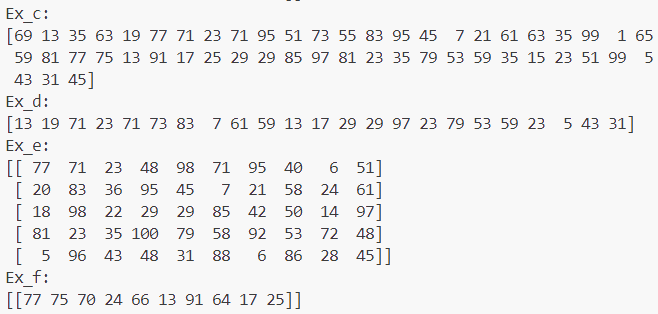 Ex_c:
[69 13 35 63 19 77 71 23 71 95 51 73 55 83 95 45  7 21 61 63 35 99  1 65
 59 81 77 75 13 91 17 25 29 29 85 97 81 23 35 79 53 59 35 15 23 51 99  5
 43 31 45]
Ex_d:
[13 19 71 23 71 73 83  7 61 59 13 17 29 29 97 23 79 53 59 23  5 43 31]
Ex_e:
[[ 77  71  23  48  98  71  95  40   6  51]
 [ 20  83  36  95  45   7  21  58  24  61]
 [ 18  98  22  29  29  85  42  50  14  97]
 [ 81  23  35 100  79  58  92  53  72  48]
 [  5  96  43  48  31  88   6  86  28  45]]
Ex_f:
[[77 75 70 24 66 13 91 64 17 25]]